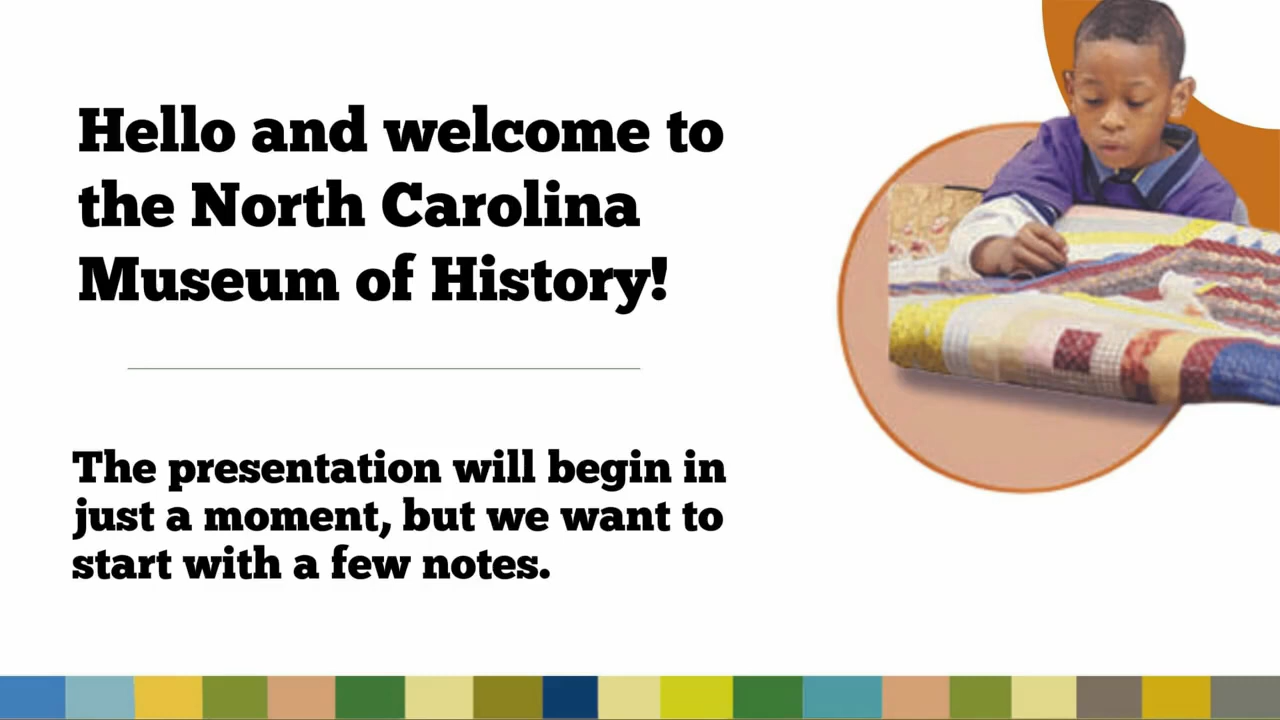 Hello and welcome to
the North Carolina
Museum of History!
The presentation will begin in
just a moment, but we want to
start with a few notes.